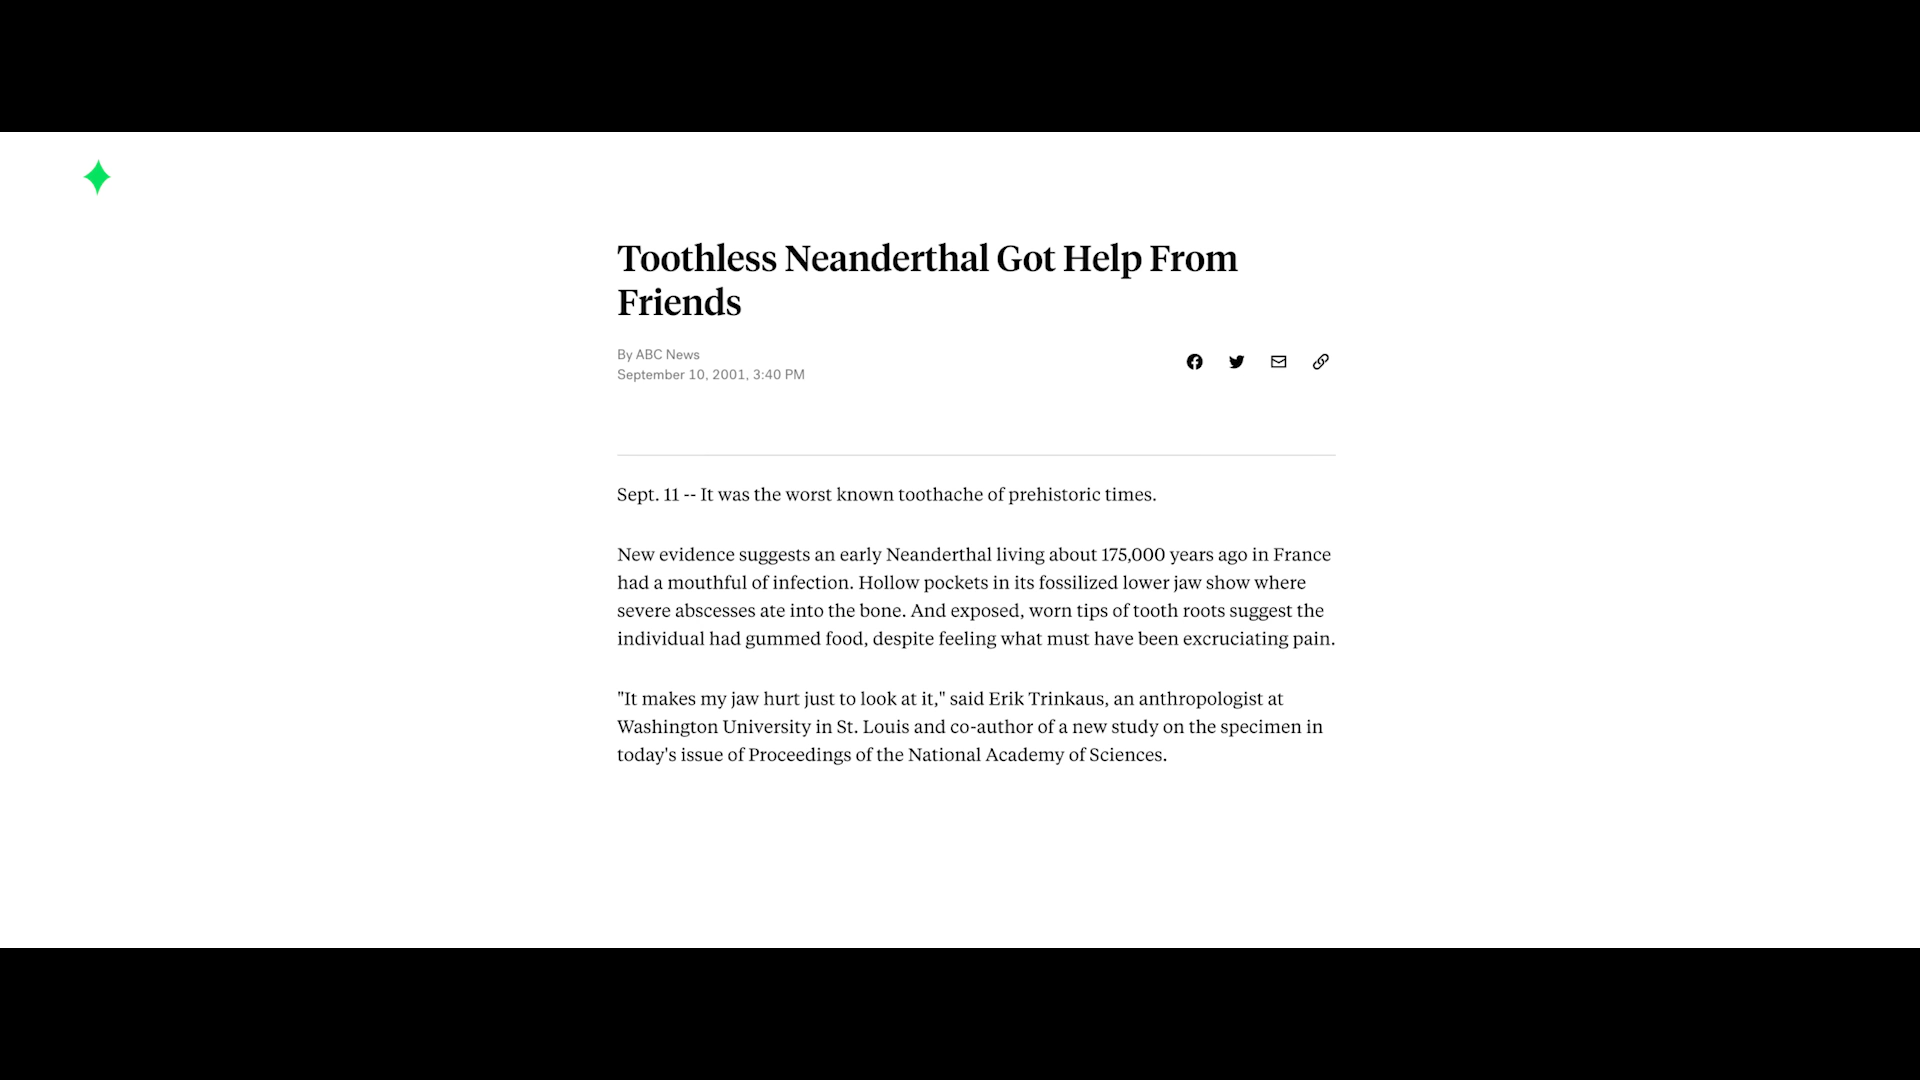 Toothless Neanderthal Got Help From
Friends
By ABC News
September 10, 2001, 3:40 PM
Sept. 11 -- It was the worst known toothache of prehistoric times.
New evidence suggests an early Neanderthal living about 175,000 years ago in France
had a mouthful of infection. Hollow pockets in its fossilized lower jaw show where
severe abscesses ate into the bone. And exposed, worn tips of tooth roots suggest the
individual had gummed food, despite feeling what must have been excruciating pain.
"It makes my jaw hurt just to look at it," said Erik Trinkaus, an anthropologist at
Washington University in St. Louis and co-author of a new study on the specimen in
today's issue of Proceedings of the National Academy of Sciences.